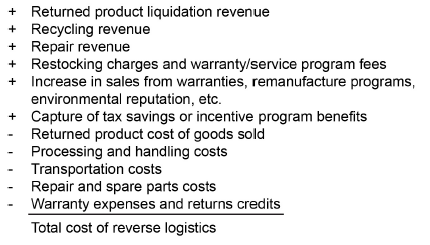 + Returned product liquidation revenue
+ Recycling revenue
+ Repair revenue
+ Restocking charges and warranty/service program fees
+ Increase in sales from warranties, remanufacture programs,
environmental reputation, etc.
+ Capture of tax savings or incentive program benefits
- Returned product cost of goods sold
- Processing and handling costs
- Transportation costs
- Repair and spare parts costs
- Warranty expenses and returns credits
Total cost of reverse logistics